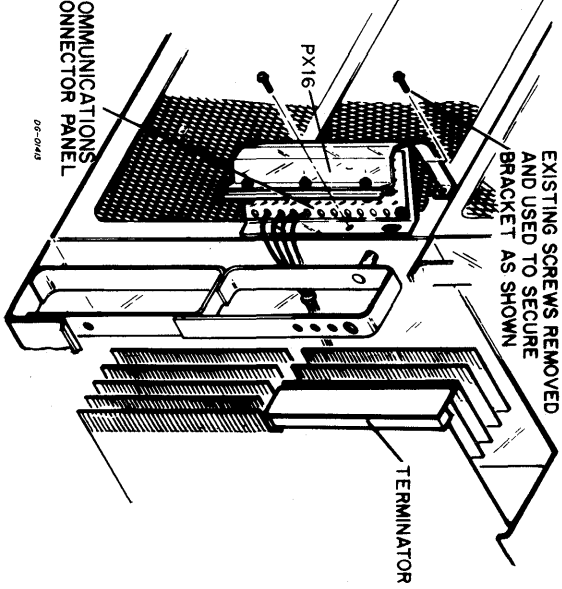 EXISTING SCREWS REMOVED
AND USED TO SECURE
BRACKET AS SHOWN
PX16
TERMINATOR
OMMUNICATIONS
ONNECTOR PANEL
DG-01413